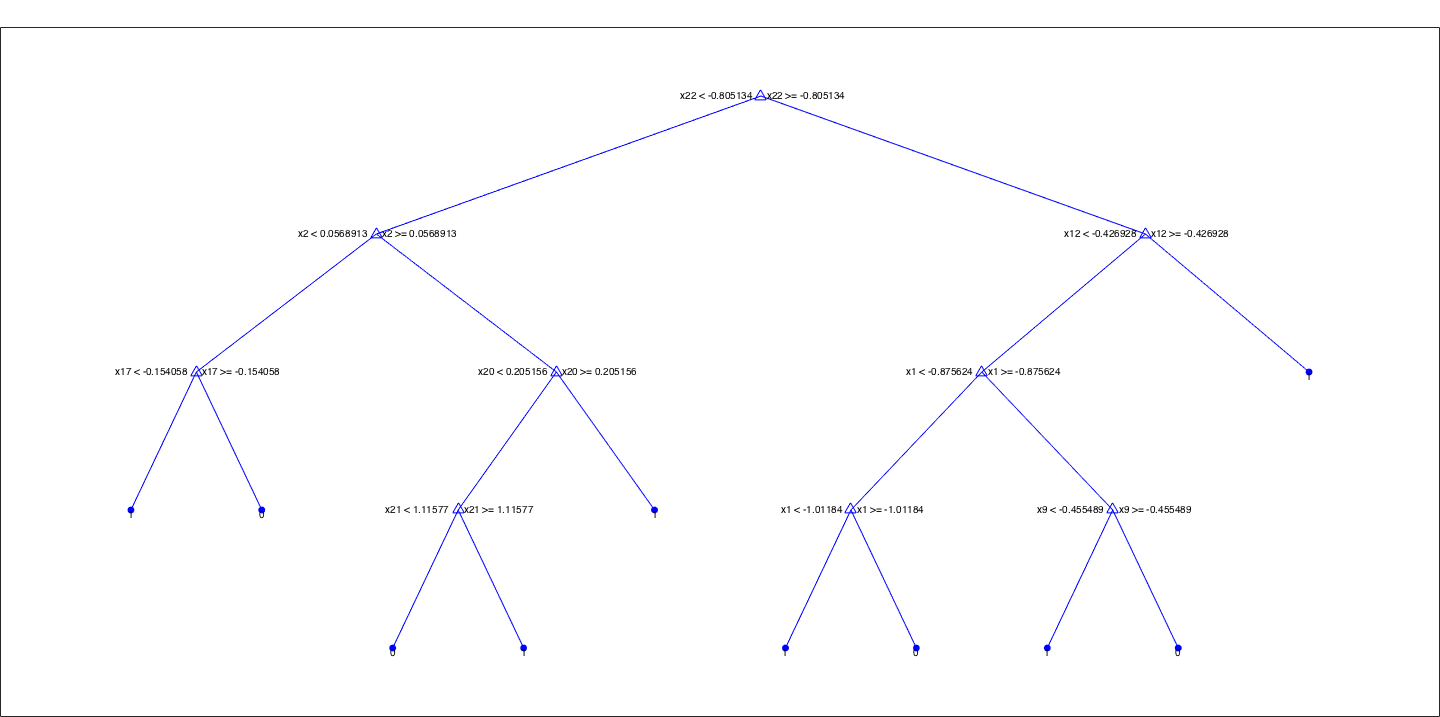 x22 < -0.805134 x22 >= -0.805134
x2 < 0.0568913 x2 >= 0.0568913
x12 < -0.426928 x12 >= -0.426928
x17 < -0.154058 x17 >= -0.154058
x20 < 0.205156 x20 >= 0.205156
x1 < -0.875624 x1 >= -0.875624
1
1
0
x21 < 1.11577 x21 >= 1.11577
1
x1 < -1.01184 x1 >= -1.01184
x9 < -0.455489 x9 >= -0.455489
0
1
1
0
1
0